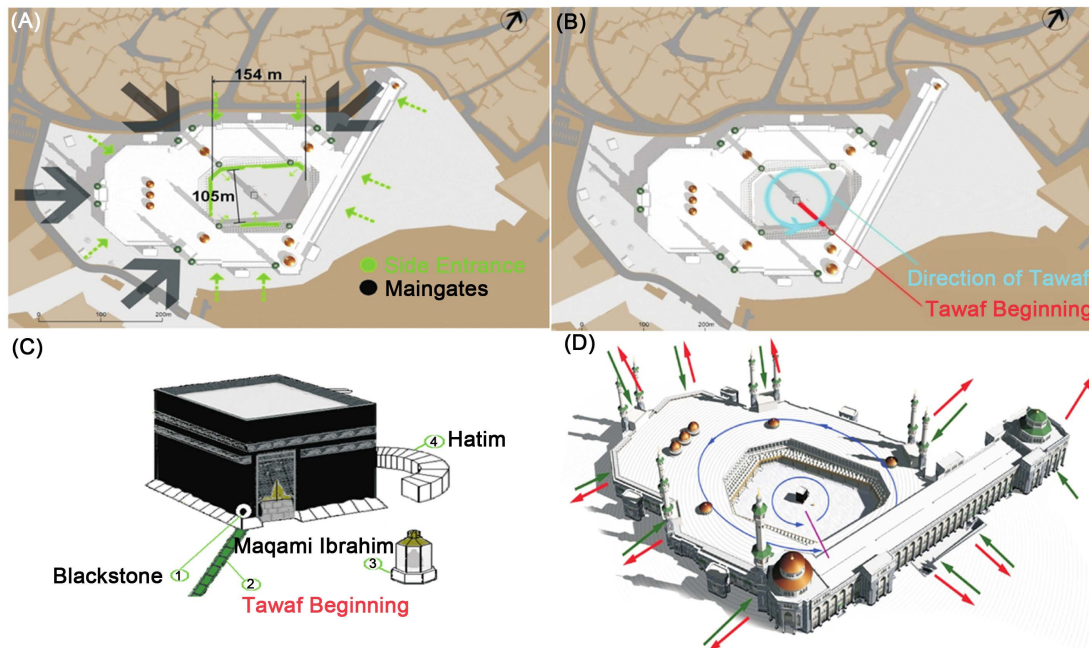 (A)
154 m
105m
Side Entrance
Maingates
0 100 200m
(B)
Direction of Tawaf
Tawaf Beginning
0 100 200m
(C)
4 Hatim
Maqami Ibrahim
3
Blackstone 1
2
Tawaf Beginning
(D)